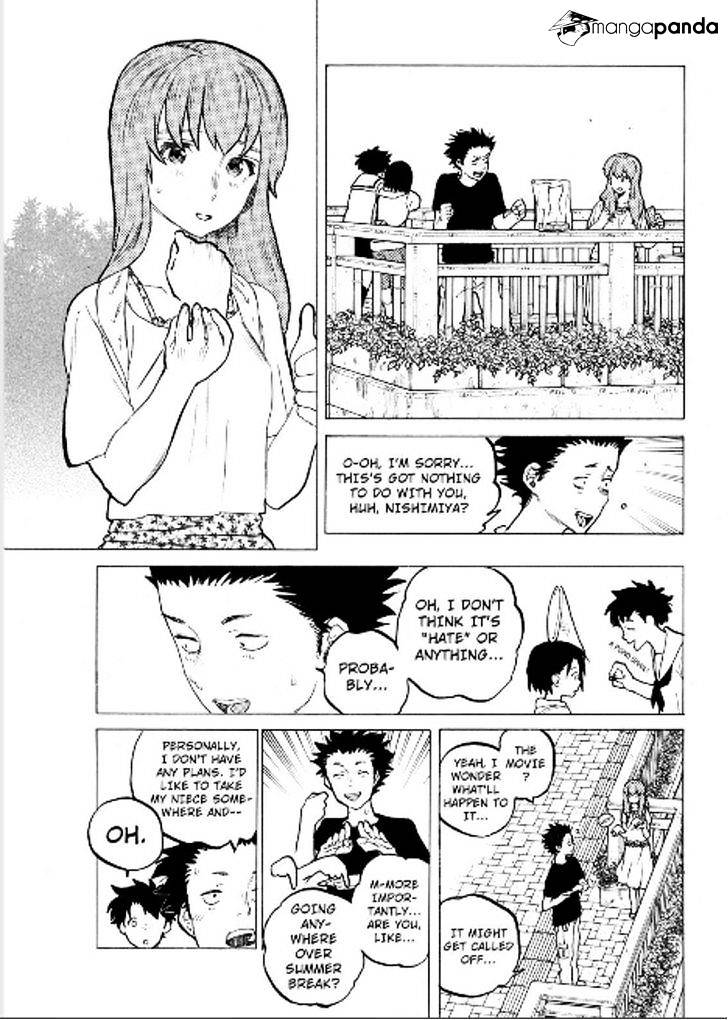 mangapanda
O-OH, I'M SORRY...
THIS'S GOT NOTHING
TO DO WITH YOU,
HUH, NISHIMIYA?
OH, I DON'T
THINK IT'S
"HATE" OR
ANYTHING...
PROBA-
BLY...
THE
MOVIE
?
YEAH, I
WONDER
WHAT'LL
HAPPEN TO
IT...
IT MIGHT
GET CALLED
OFF...
M-MORE
IMPOR-
TANTLY...
ARE YOU,
LIKE...
GOING
ANY-
WHERE
OVER
SUMMER
BREAK?
PERSONALLY,
I DON'T HAVE
ANY PLANS. I'D
LIKE TO TAKE
MY NIECE SOME-
WHERE AND--
OH.